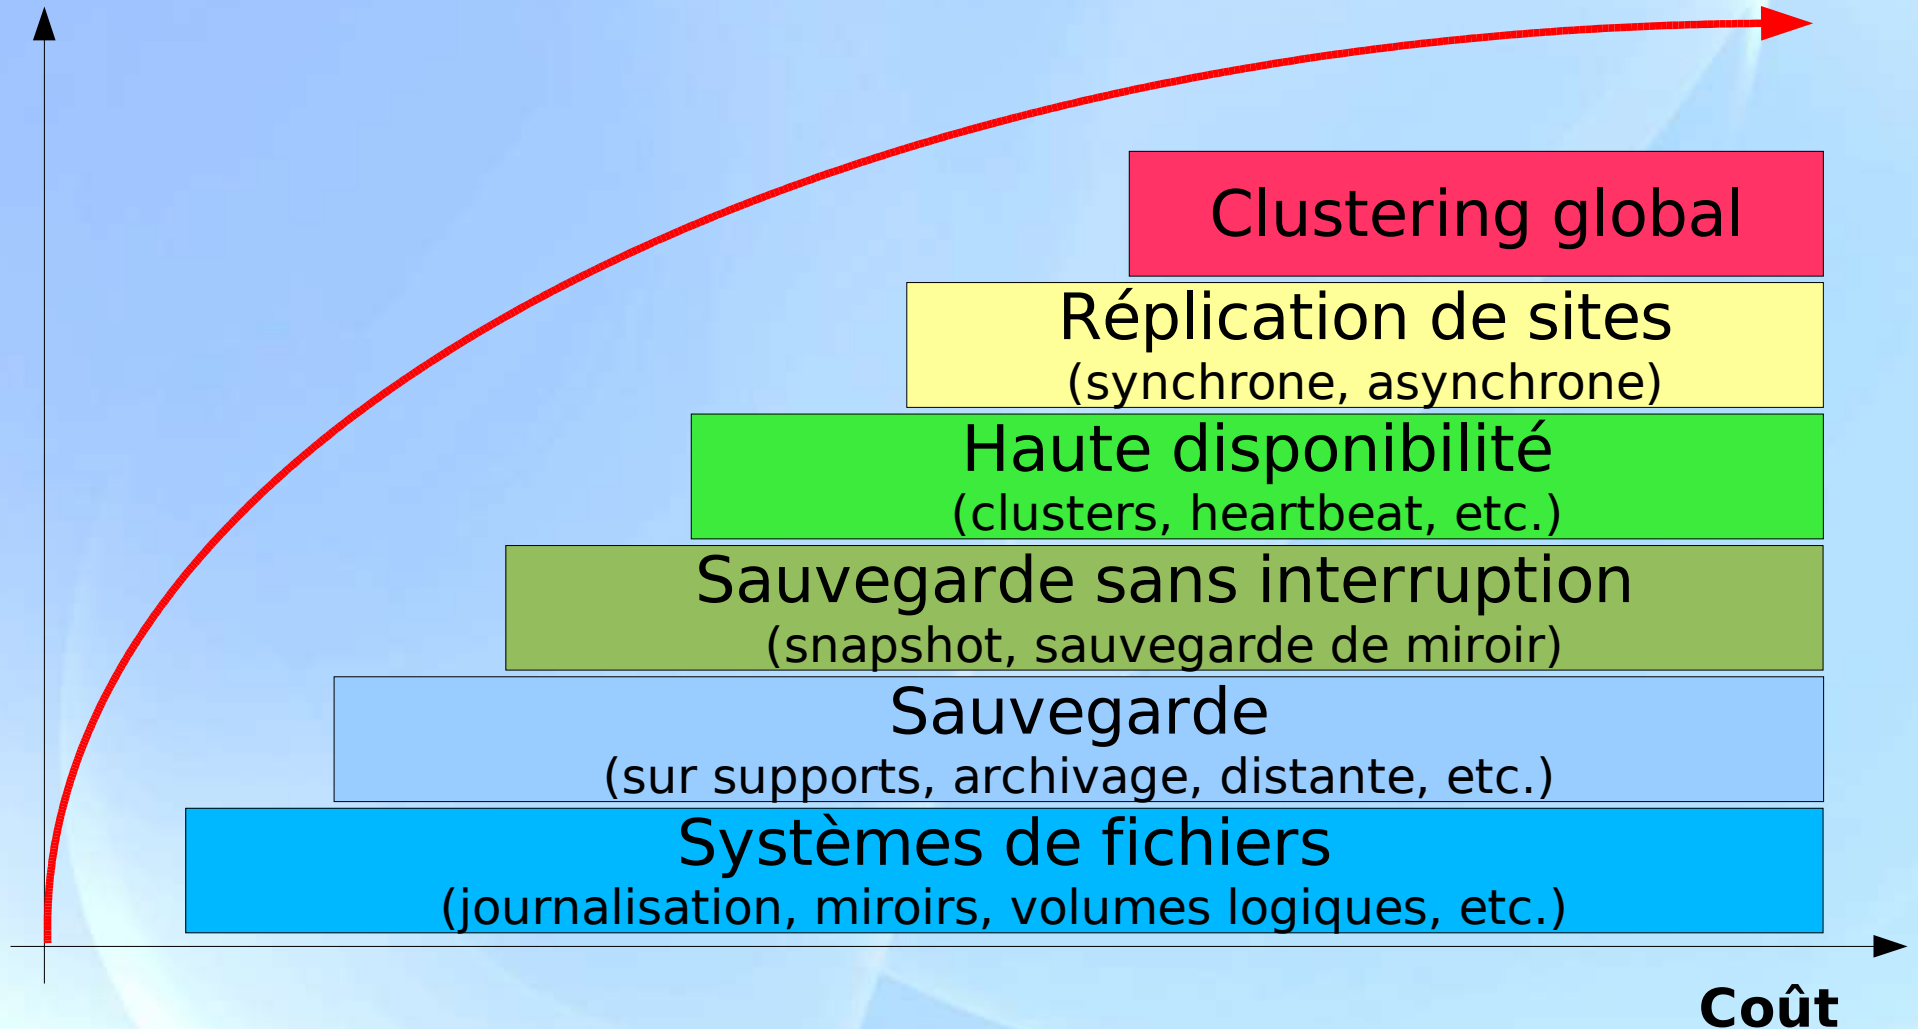 Clustering global
Réplication de sites
(synchrone, asynchrone)
Haute disponibilité
(clusters, heartbeat, etc.)
Sauvegarde sans interruption
(snapshot, sauvegarde de miroir)
Sauvegarde
(sur supports, archivage, distante, etc.)
Systèmes de fichiers
(journalisation, miroirs, volumes logiques, etc.)
Coût